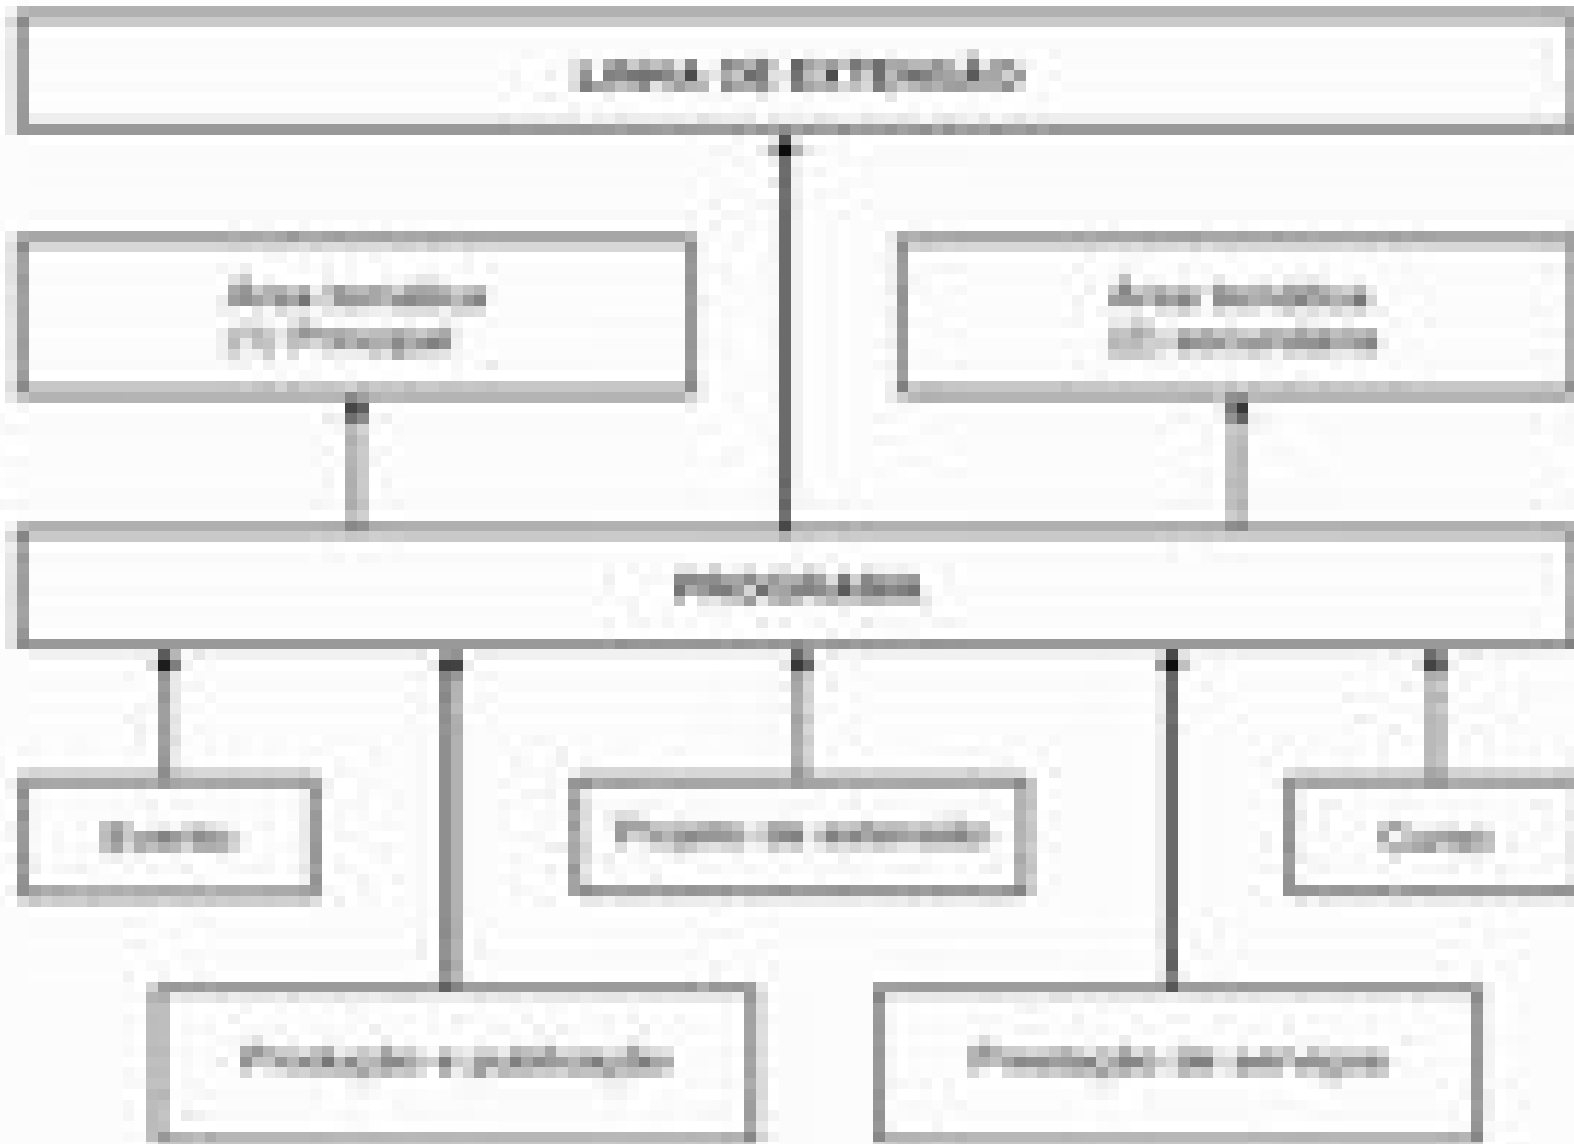 LINHA DE EXTENSÃO
Área temática
Área temática
(1) Principal
(2) secundária
PROGRAMA
Evento
Projeto de extensão
Curso
Produção e publicação
Prestação de serviços